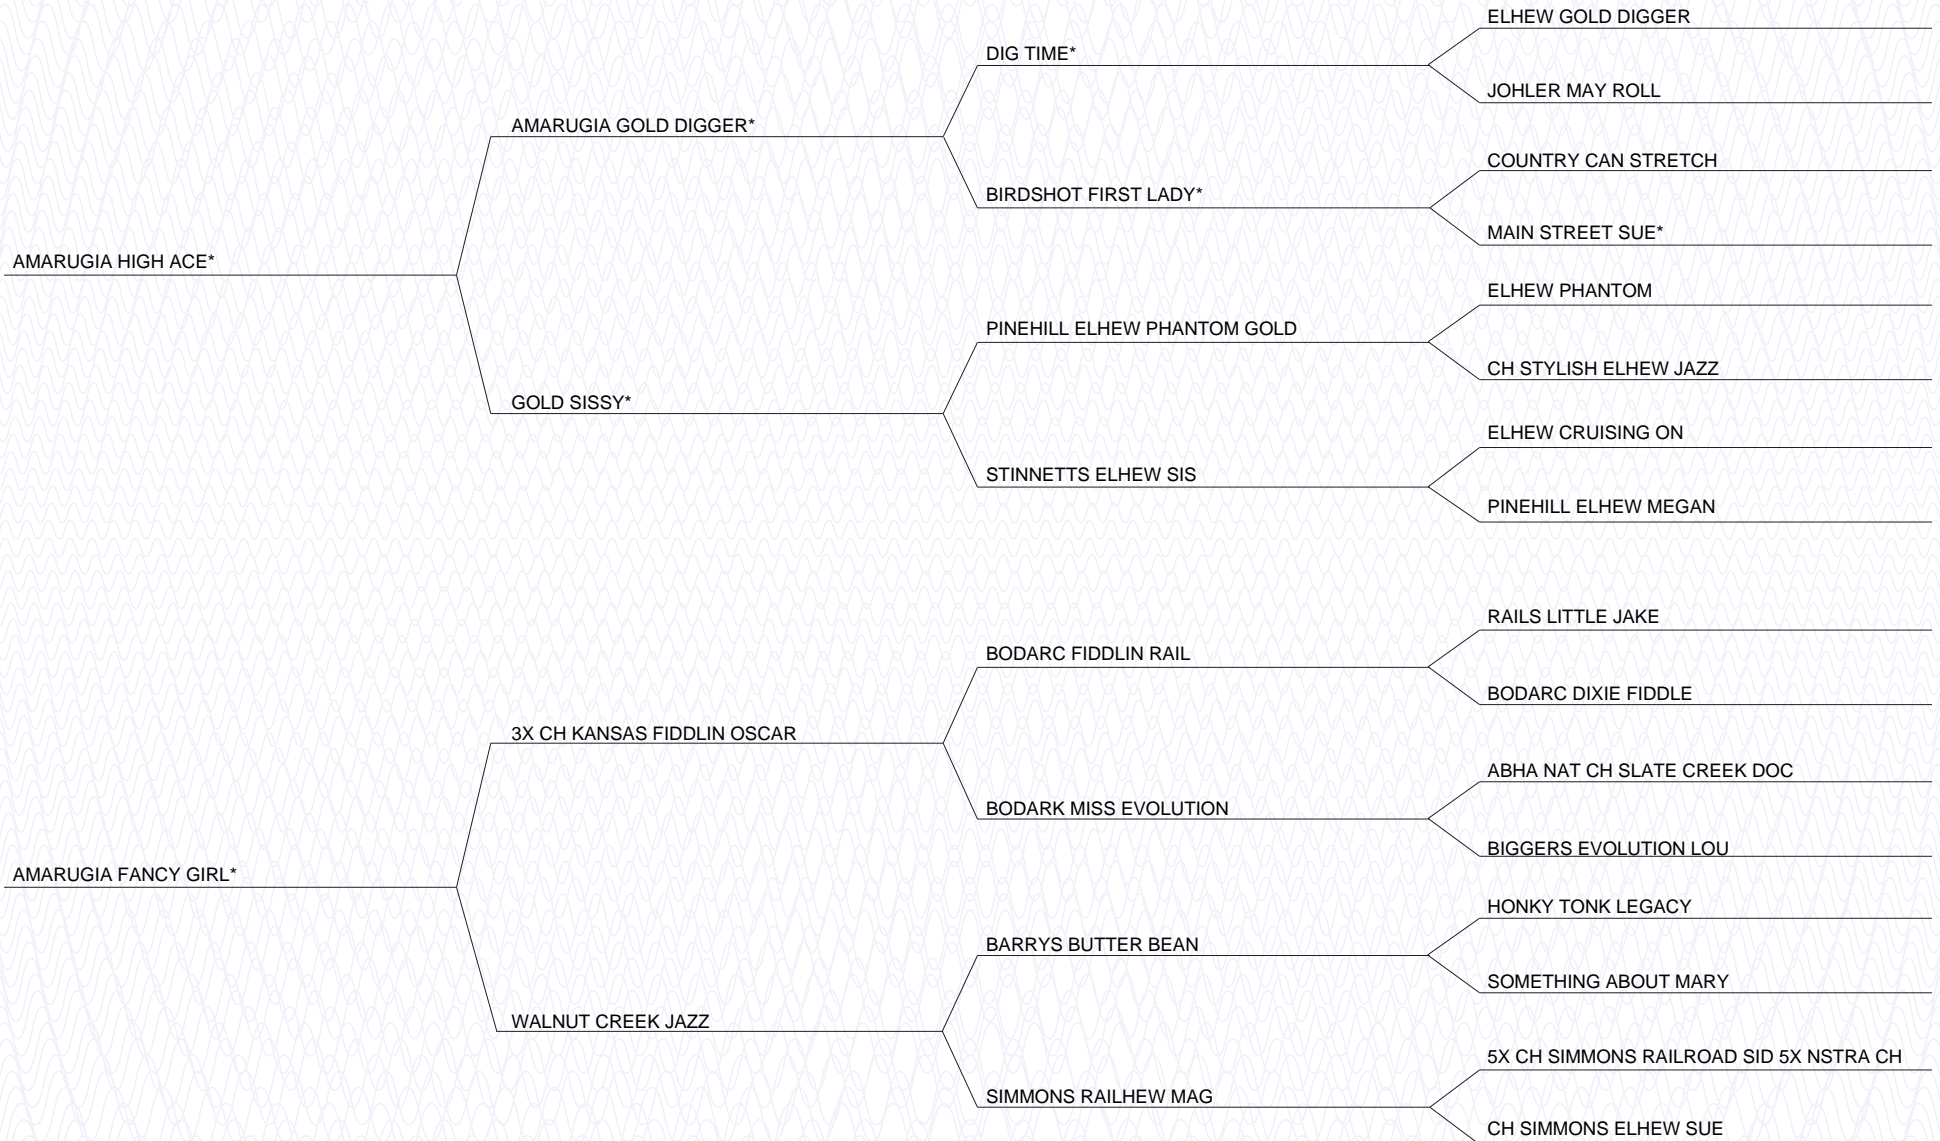 ELHEW GOLD DIGGER
DIG TIME*
JOHLER MAY ROLL
AMARUGIA GOLD DIGGER*
COUNTRY CAN STRETCH
BIRDSHOT FIRST LADY*
MAIN STREET SUE*
AMARUGIA HIGH ACE*
ELHEW PHANTOM
PINEHILL ELHEW PHANTOM GOLD
CH STYLISH ELHEW JAZZ
GOLD SISSY*
ELHEW CRUISING ON
STINNETTS ELHEW SIS
PINEHILL ELHEW MEGAN
RAILS LITTLE JAKE
BODARC FIDDLIN RAIL
BODARC DIXIE FIDDLE
3X CH KANSAS FIDDLIN OSCAR
ABHA NAT CH SLATE CREEK DOC
BODARK MISS EVOLUTION
BIGGERS EVOLUTION LOU
AMARUGIA FANCY GIRL*
HONKY TONK LEGACY
BARRYS BUTTER BEAN
SOMETHING ABOUT MARY
WALNUT CREEK JAZZ
5X CH SIMMONS RAILROAD SID 5X NSTRA CH
SIMMONS RAILHEW MAG
CH SIMMONS ELHEW SUE